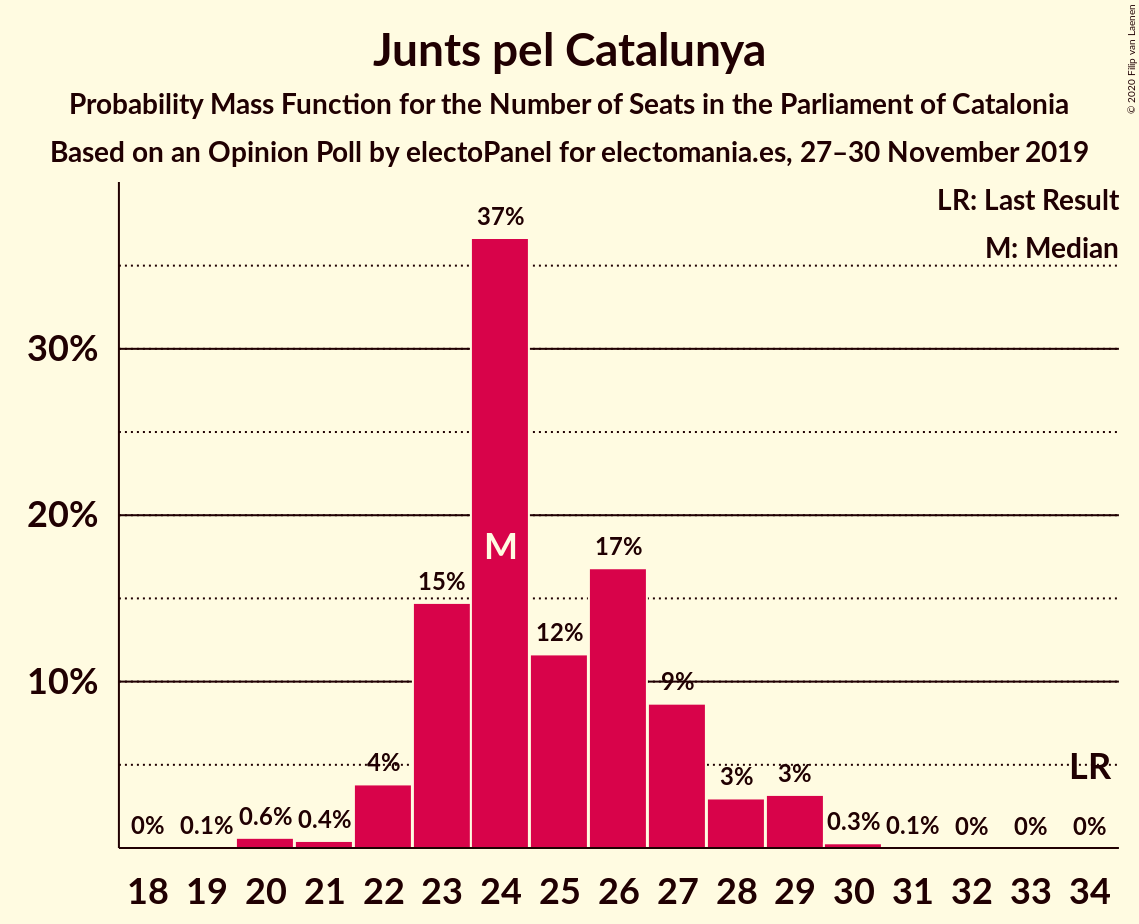 Junts pel Catalunya
Probability Mass Function for the Number of Seats in the Parliament of Catalonia
Based on an Opinion Poll by electoPanel for electomania.es, 27–30 November 2019
© 2020 Filip van Laenen
LR: Last Result
M: Median
30%
20%
10%
0%
0.1%
0.6%
0.4%
4%
15%
37%
M
12%
17%
9%
3%
3%
0.3%
0.1%
0%
0%
0%
LR
18 19 20 21 22 23 24 25 26 27 28 29 30 31 32 33 34